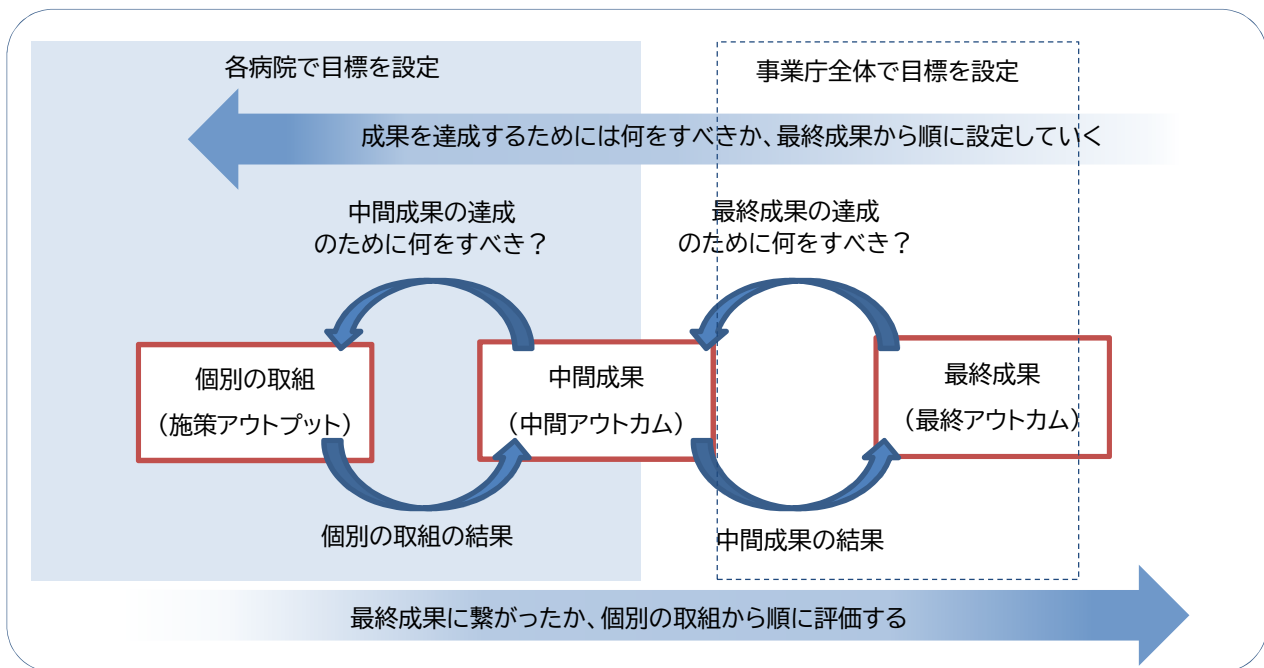 各病院で目標を設定
事業庁全体で目標を設定
成果を達成するためには何をすべきか、最終成果から順に設定していく
中間成果の達成
のために何をすべき？
最終成果の達成
のために何をすべき？
個別の取組
（施策アウトプット）
中間成果
（中間アウトカム）
最終成果
（最終アウトカム）
個別の取組の結果
中間成果の結果
最終成果に繋がったか、個別の取組から順に評価する